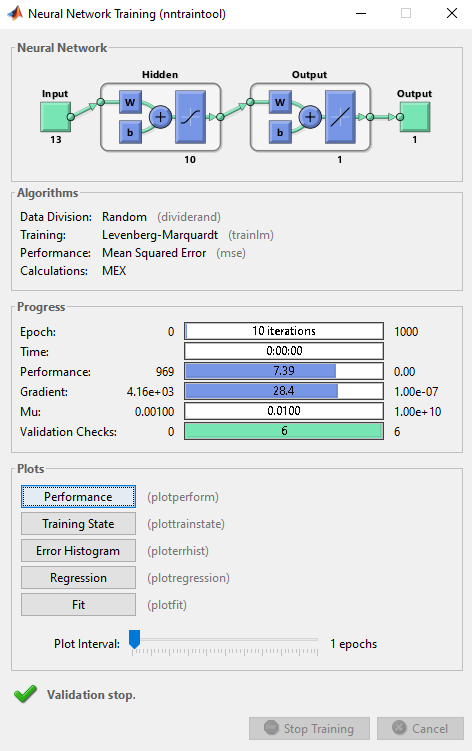 Neural Network Training (nntraintool)
Neural Network
Hidden Output
Input Output
W W
b b
+ +
13 1
10 1
Algorithms
Data Division: Random (dividerand)
Training: Levenberg-Marquardt (trainlm)
Performance: Mean Squared Error (mse)
Calculations: MEX
Progress
Epoch: 0 10 iterations 1000
Time: 0:00:00
Performance: 969 7.39 0.00
Gradient: 4.16e+03 28.4 1.00e-07
Mu: 0.00100 0.0100 1.00e+10
Validation Checks: 0 6 6
Plots
Performance (plotperform)
Training State (plottrainstate)
Error Histogram (ploterrhist)
Regression (plotregression)
Fit (plotfit)
Plot Interval: 1 epochs
Validation stop.
Stop Training Cancel